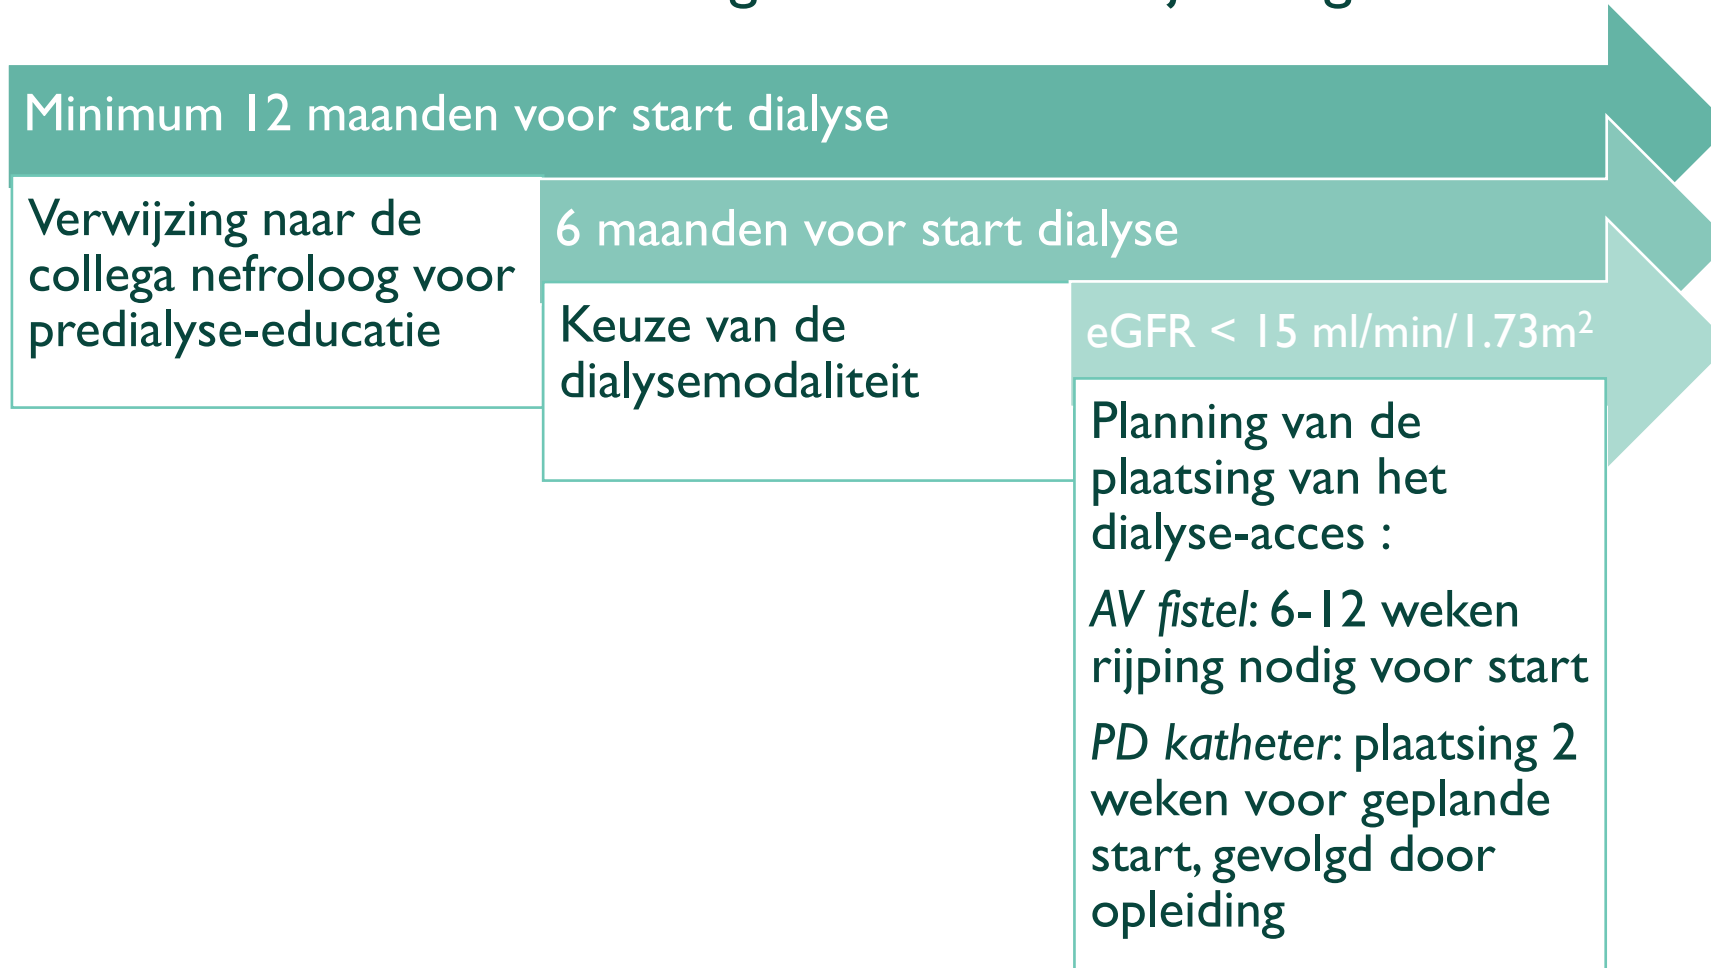 Minimum 12 maanden voor start dialyse
Verwijzing naar de
collega nefroloog voor
predialyse-educatie
6 maanden voor start dialyse
Keuze van de
dialysemodaliteit
eGFR < 15 ml/min/1.73m²
Planning van de
plaatsing van het
dialyse-acces :
AV fistel: 6-12 weken
rijping nodig voor start
PD katheter: plaatsing 2
weken voor geplande
start, gevolgd door
opleiding